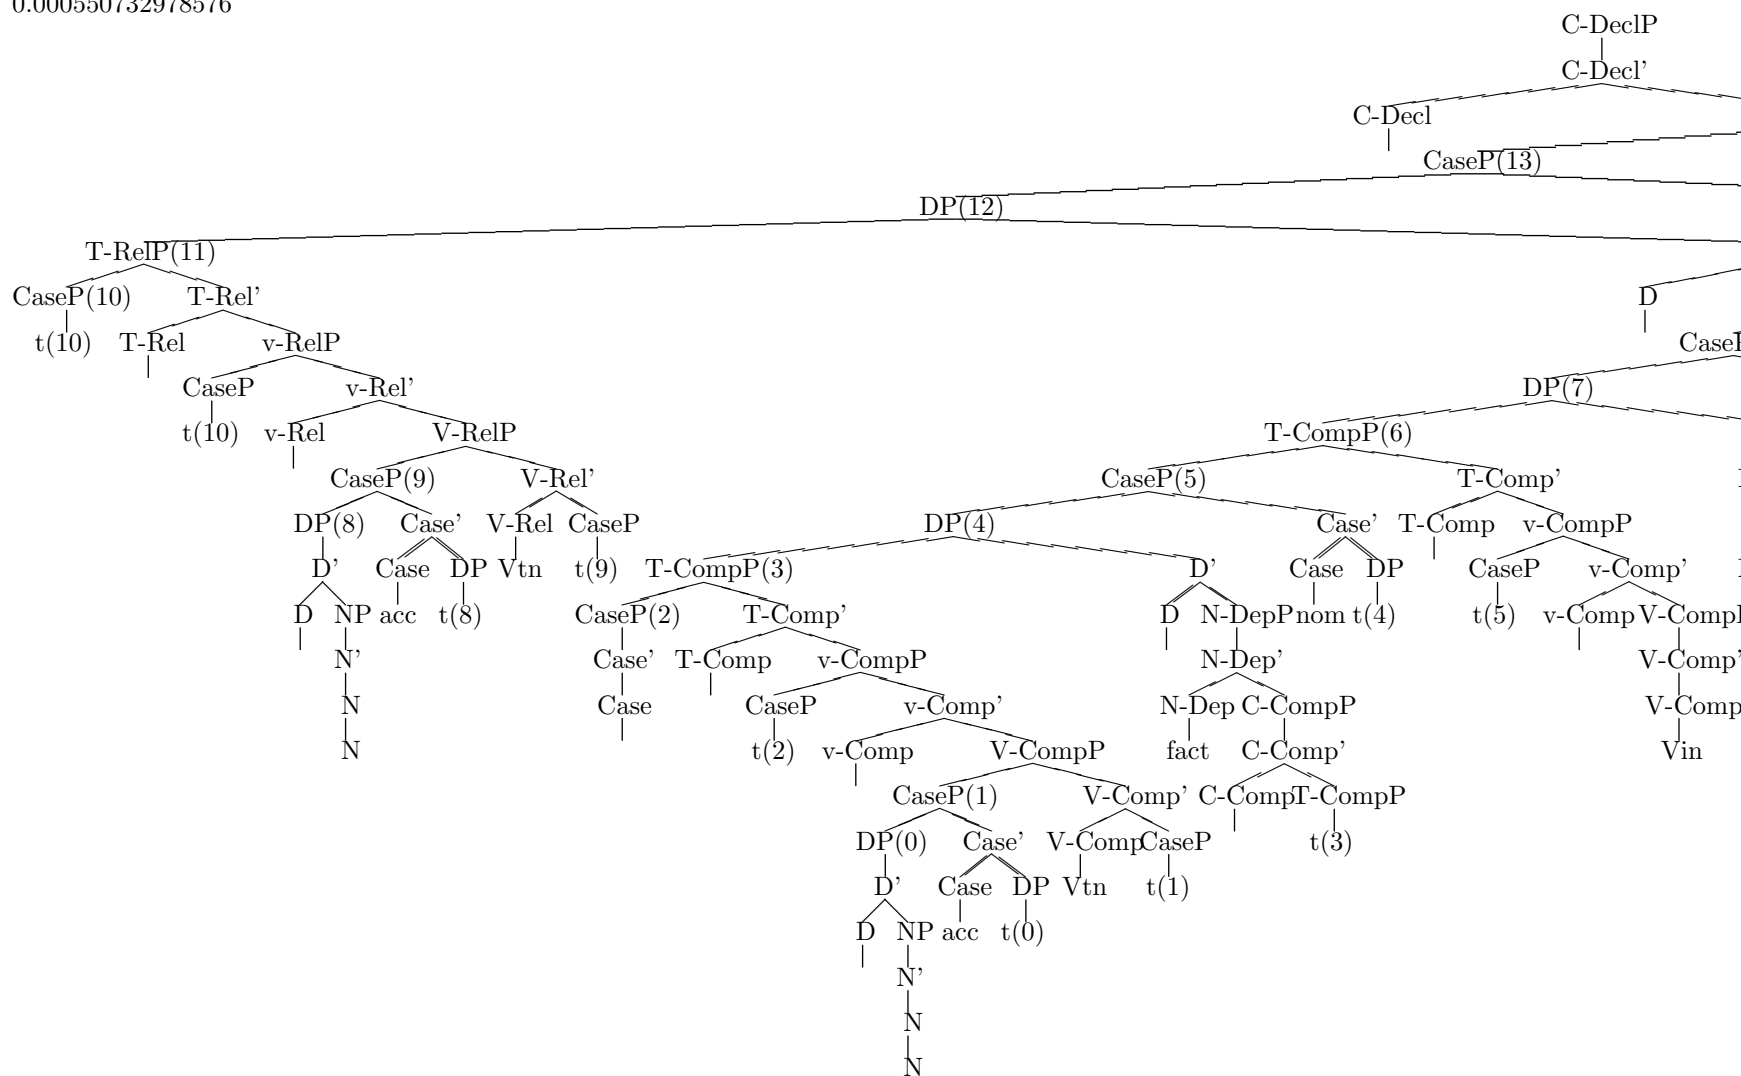 0.000550732978576
C-DeclP
C-Decl'
C-Decl
CaseP(13)
DP(12)
T-RelP(11)
CaseP(10) T-Rel' D
t(10) T-Rel v-RelP Case
CaseP v-Rel' DP(7)
t(10) v-Rel V-RelP T-CompP(6)
CaseP(9) V-Rel' CaseP(5) T-Comp'
DP(8) Case' V-Rel CaseP DP(4) Case' T-Comp v-CompP
D' Case DP Vtn t(9) T-CompP(3) D' Case DP CaseP v-Comp'
D NP acc t(8) CaseP(2) T-Comp' D N-DepP nom t(4) t(5) v-Comp V-CompP
N' Case' T-Comp v-CompP N-Dep' V-Comp'
N Case CaseP v-Comp' N-Dep C-CompP V-Comp
N t(2) v-Comp V-CompP fact C-Comp' Vin
CaseP(1) V-Comp' C-Comp T-CompP
DP(0) Case' V-Comp CaseP t(3)
D' Case DP Vtn t(1)
D NP acc t(0)
N'
N
N